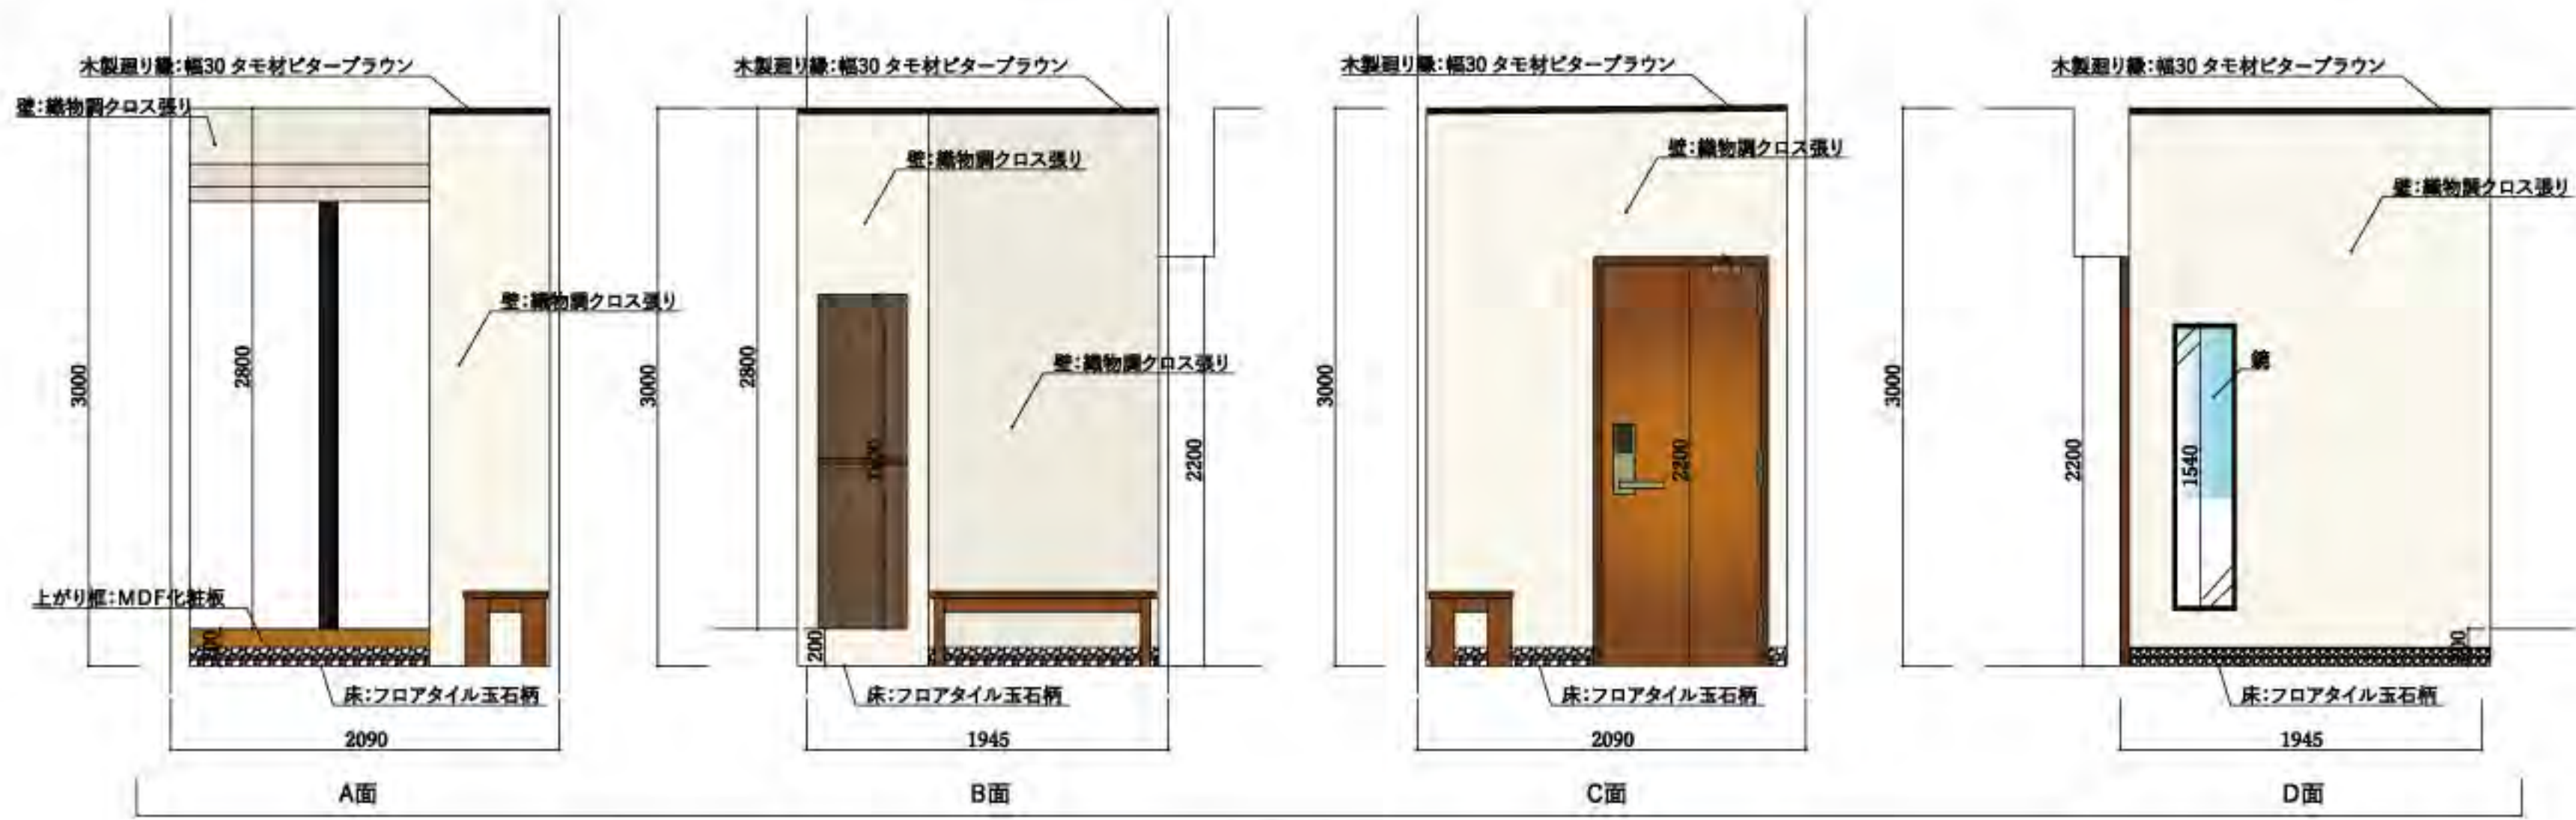 木製廻り縁：幅30 タモ材ビターブラウン
壁：織物調クロス張り
3000
2800
壁：織物調クロス張り
上がり框：MDF化粧板
床：フロアタイル玉石柄
2090
A面
木製廻り縁：幅30 タモ材ビターブラウン
壁：織物調クロス張り
3000
2800
壁：織物調クロス張り
2200
200
床：フロアタイル玉石柄
1945
B面
木製廻り縁：幅30 タモ材ビターブラウン
壁：織物調クロス張り
3000
2200
床：フロアタイル玉石柄
2090
C面
木製廻り縁：幅30 タモ材ビターブラウン
壁：織物調クロス張り
鏡
3000
2200
1540
床：フロアタイル玉石柄
1945
D面